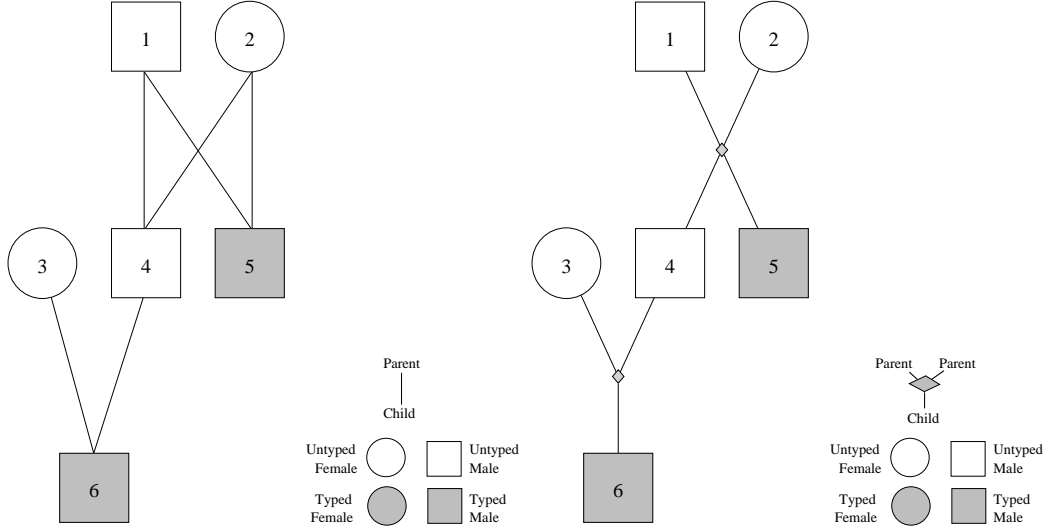 1
2
3
4
5
6
Parent
Child
Untyped
Female
Untyped
Male
Typed
Female
Typed
Male
1
2
3
4
5
6
Parent Parent
Child
Untyped
Female
Untyped
Male
Typed
Female
Typed
Male